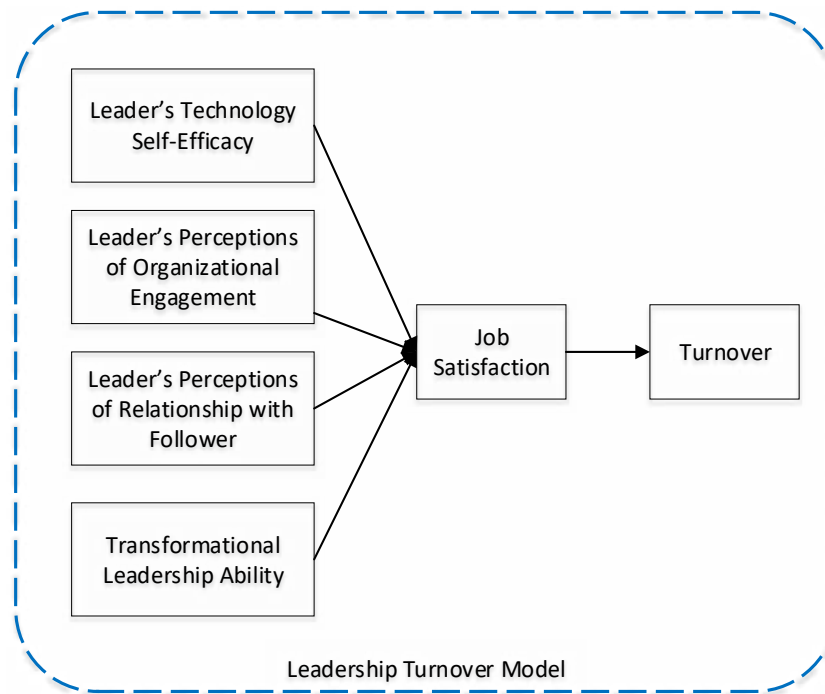 Leader’s Technology
Self-Efficacy
Leader’s Perceptions
of Organizational
Engagement
Leader’s Perceptions
of Relationship with
Follower
Transformational
Leadership Ability
Job
Satisfaction
Turnover
Leadership Turnover Model